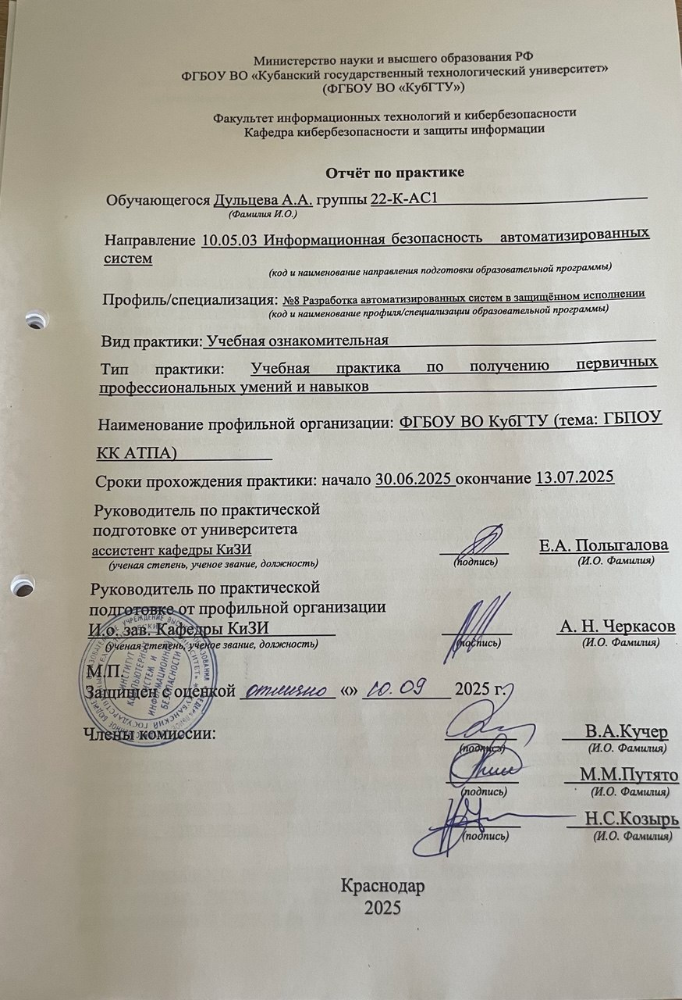 Министерство науки и высшего образования РФ
ФГБОУ ВО «Кубанский государственный технологический университет»
(ФГБОУ ВО «КубГТУ»)
Факультет информационных технологий и кибербезопасности
Кафедра кибербезопасности и защиты информации
Отчёт по практике
Обучающегося Дульцева А.А. группы 22-К-АС1
(Фамилия И.О.)
Направление 10.05.03 Информационная безопасность автоматизированных
систем
(код и наименование направления подготовки образовательной программы)
Профиль/специализация: №8 Разработка автоматизированных систем в защищённом исполнении
(код и наименование профиля/специализации образовательной программы)
Вид практики: Учебная ознакомительная
Тип практики: Учебная практика по получению первичных
профессиональных умений и навыков
Наименование профильной организации: ФГБОУ ВО КубГТУ (тема: ГБПОУ
КК АТПА)
Сроки прохождения практики: начало 30.06.2025 окончание 13.07.2025
Руководитель по практической
подготовке от университета
ассистент кафедры КиЗИ Е.А. Полыгалова
(ученая степень, ученое звание, должность) (подпись) (И.О. Фамилия)
Руководитель по практической
подготовке от профильной организации
И.о. зав. Кафедры КиЗИ А. Н. Черкасов
(ученая степень, ученое звание, должность) (подпись) (И.О. Фамилия)
М.П.
Защищен с оценкой отлично «» 10.09 2025 г.
Члены комиссии: В.А.Кучер
(подпись) (И.О. Фамилия)
М.М.Путято
(подпись) (И.О. Фамилия)
Н.С.Козырь
(подпись) (И.О. Фамилия)
Краснодар
2025
ИНСТИТУТ
КОМПЬЮТЕРНЫХ
СИСТЕМ И
ИНФОРМАЦИОННОЙ
БЕЗОПАСНОСТИ